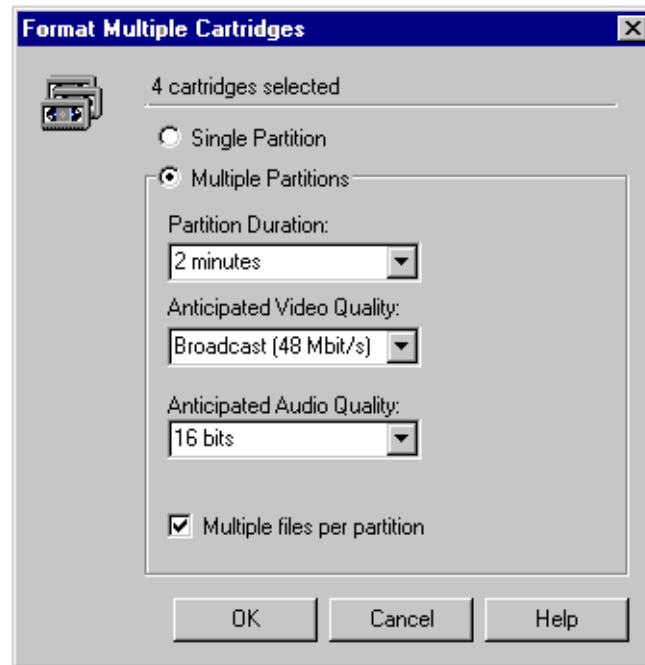 Format Multiple Cartridges
4 cartridges selected
Single Partition
Multiple Partitions
Partition Duration:
2 minutes
Anticipated Video Quality:
Broadcast (48 Mbit/s)
Anticipated Audio Quality:
16 bits
Multiple files per partition
OK Cancel Help